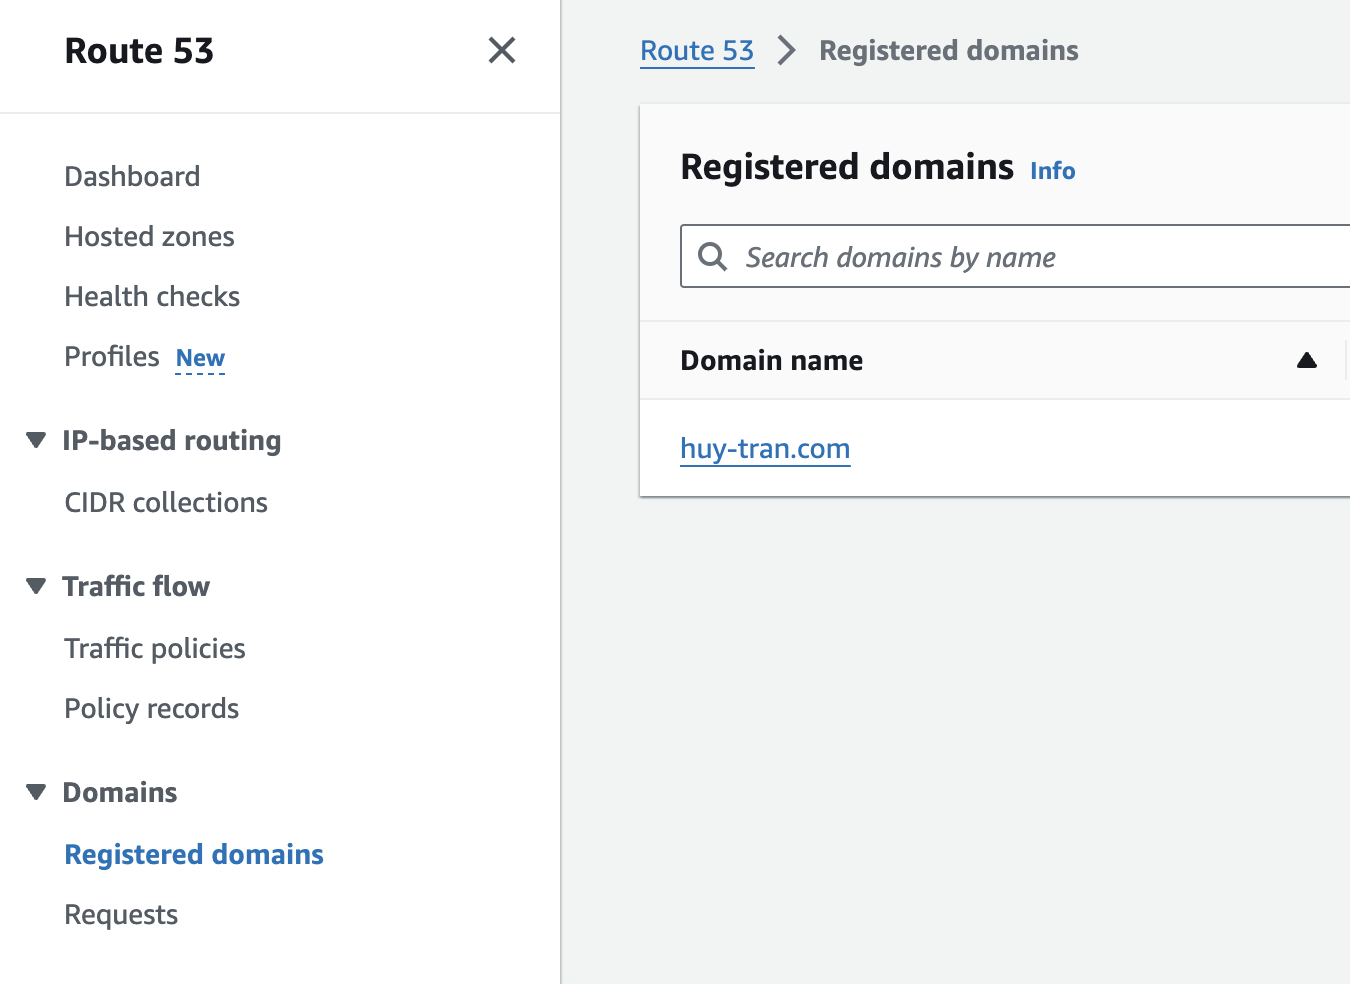 Route 53
Dashboard
Hosted zones
Health checks
Profiles New
IP-based routing
CIDR collections
Traffic flow
Traffic policies
Policy records
Domains
Registered domains
Requests
Route 53 > Registered domains
Registered domains Info
Search domains by name
Domain name
huy-tran.com